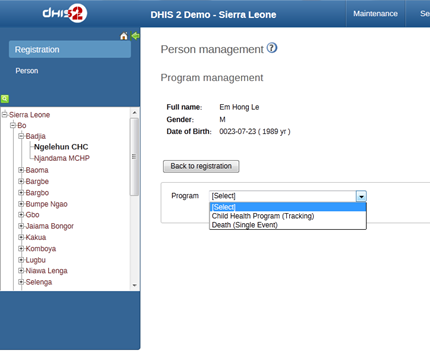 dHIS2
DHIS 2 Demo - Sierra Leone
Maintenance
Se
Registration
Person
Sierra Leone
Bo
Badjia
Ngelehun CHC
Njandama MCHP
Baoma
Bargbe
Bargbo
Bumpe Ngao
Gbo
Jaiama Bongor
Kakua
Komboya
Lugbu
Niawa Lenga
Selenga
Person management
Program management
Full name: Em Hong Le
Gender: M
Date of Birth: 0023-07-23 ( 1989 yr )
Back to registration
Program [Select]
[Select]
Child Health Program (Tracking)
Death (Single Event)